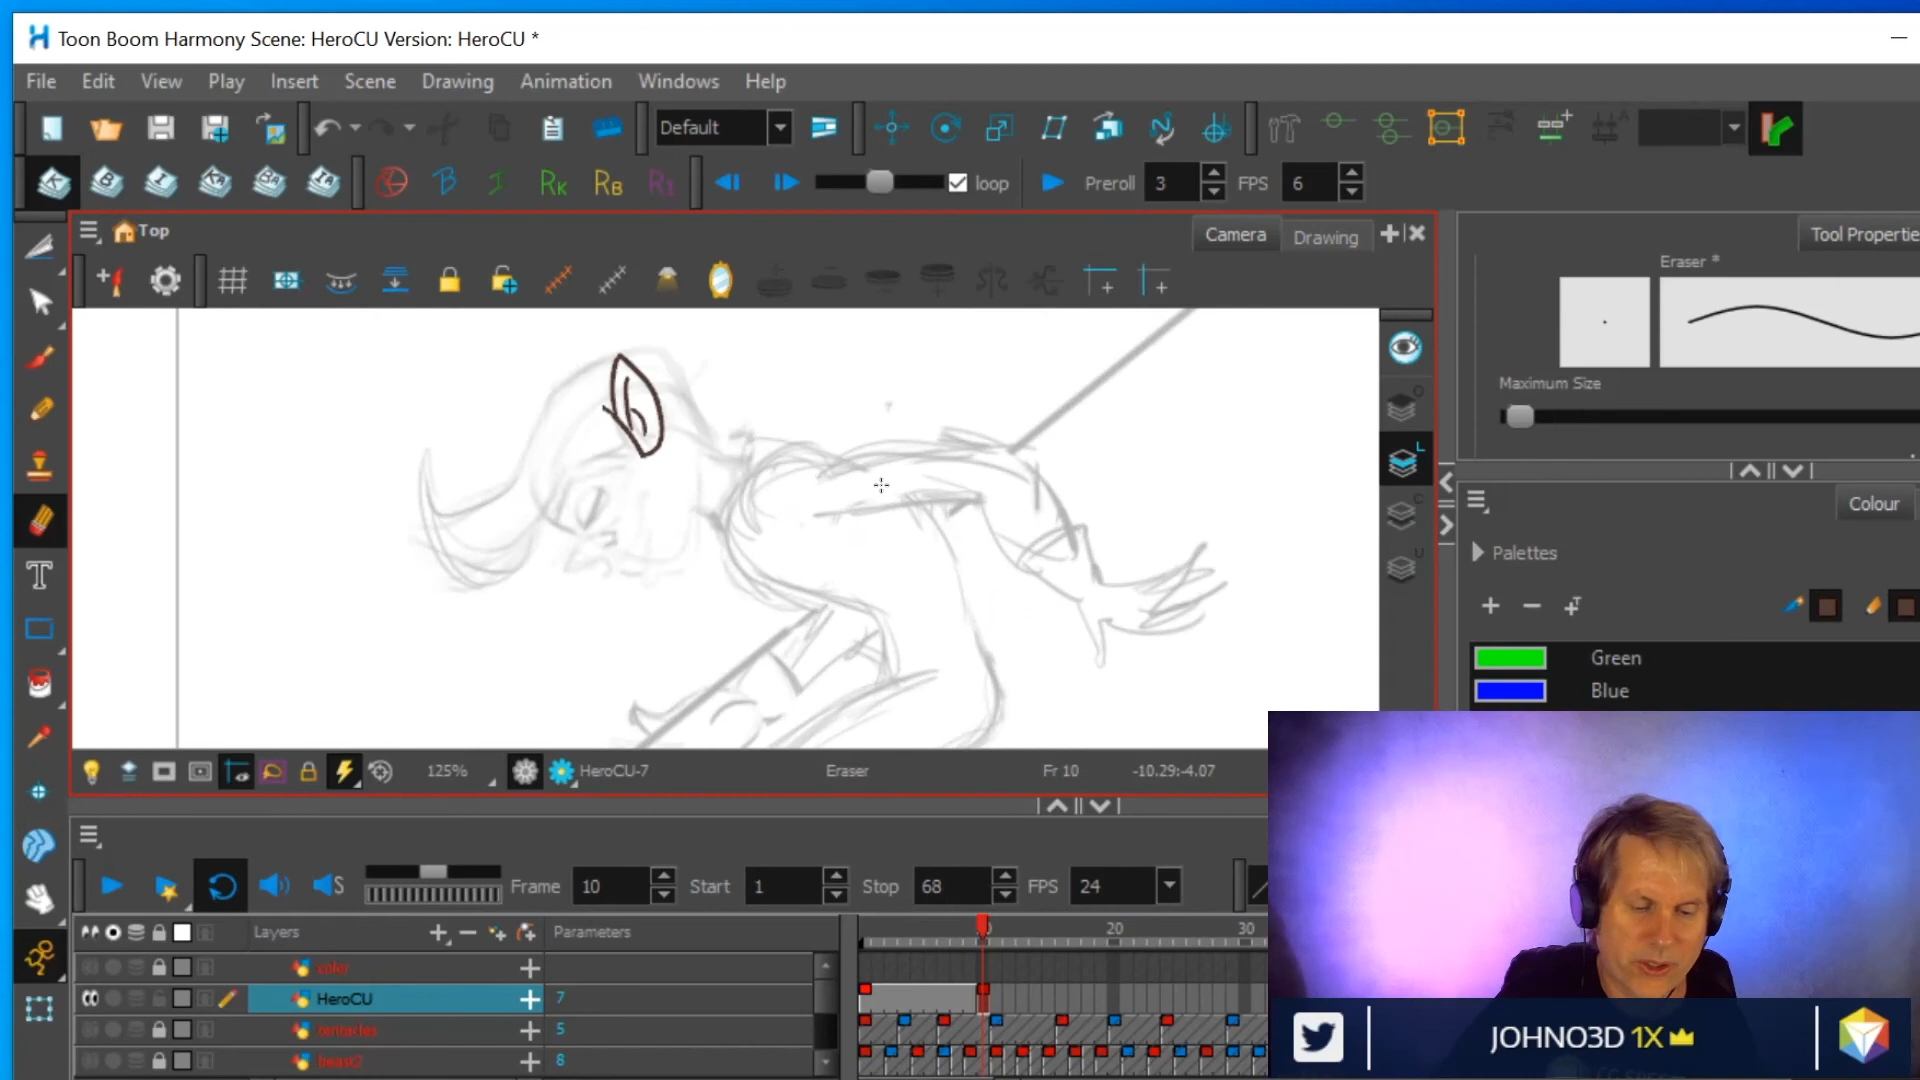 Toon Boom Harmony Scene: HeroCU Version: HeroCU *
File Edit View Play Insert Scene Drawing Animation Windows Help
Default
loop Preroll 3 FPS 6
Top Camera Drawing
Tool Propertie
Eraser *
Maximum Size
Colour
Palettes
Green
Blue
125% HeroCU-7 Eraser Fr 10 -10.29:-4.07
Frame 10 Start 1 Stop 68 FPS 24
Layers Parameters 20 30
color
HeroCU 7
tentacles 5
beast2 8
JOHNO3D 1X